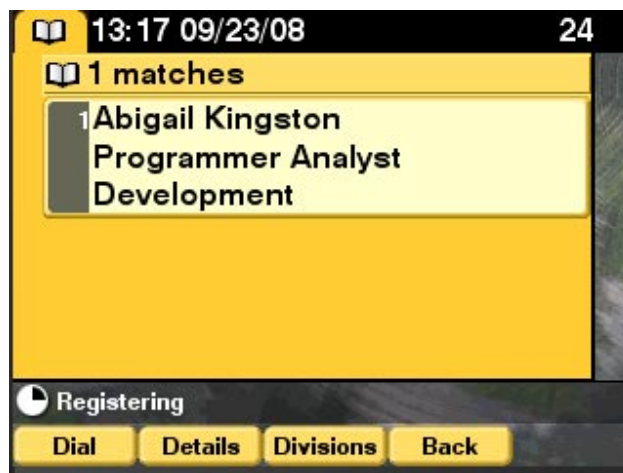 13:17 09/23/08 24
1 matches
1 Abigail Kingston
Programmer Analyst
Development
Registering
Dial Details Divisions Back